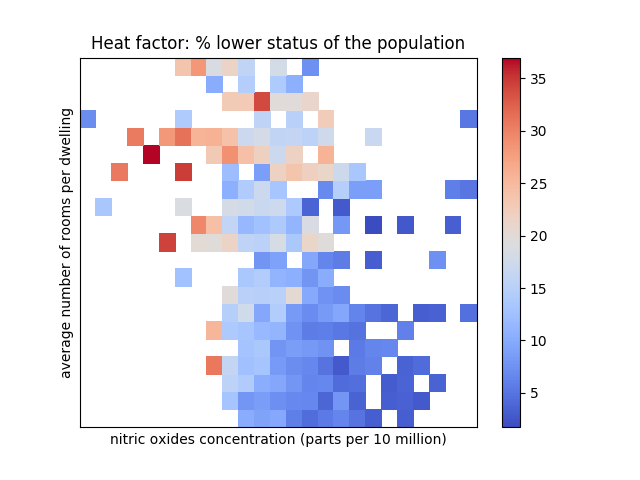 Heat factor: % lower status of the population
average number of rooms per dwelling
nitric oxides concentration (parts per 10 million)
35
30
25
20
15
10
5